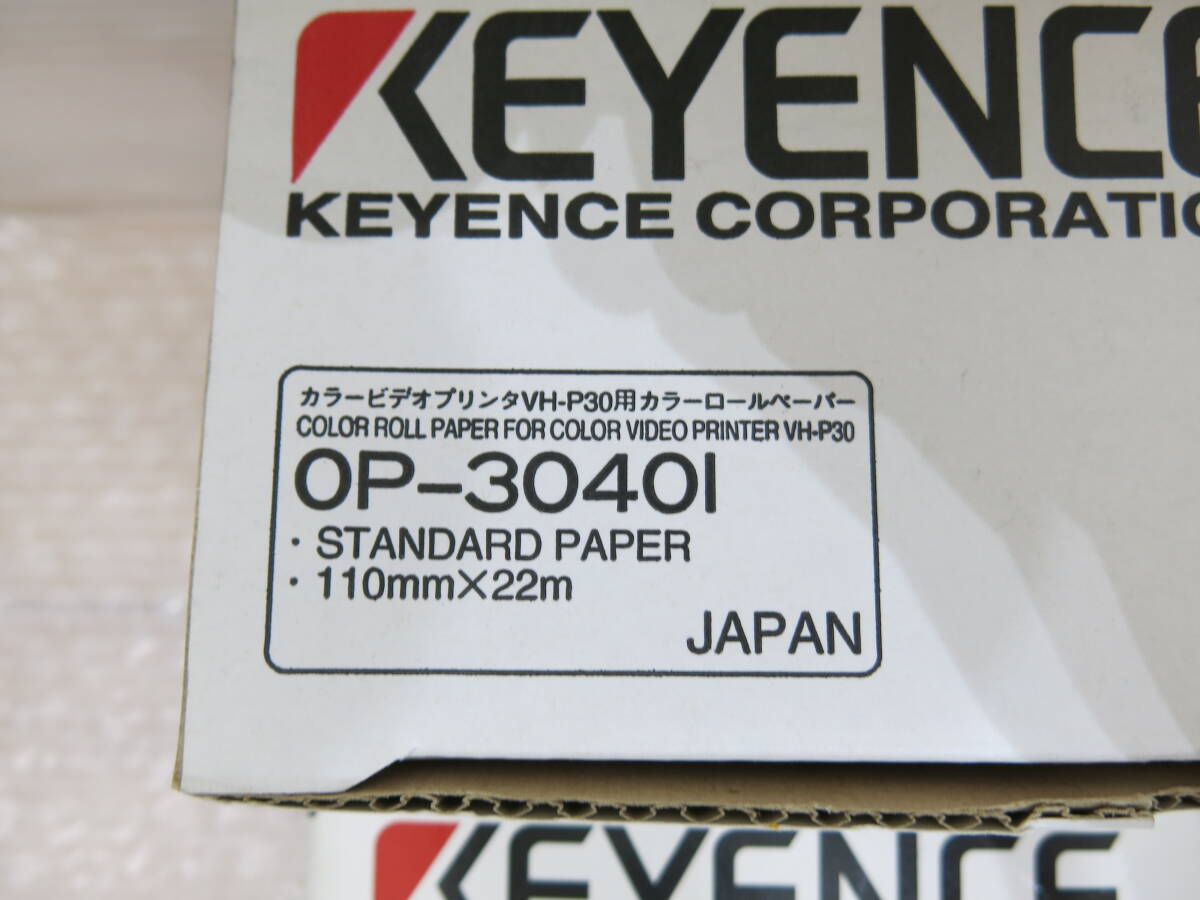 KEYENCE
KEYENCE CORPORATIO
カラービデオプリンタVH-P30用カラーロールペーパー
COLOR ROLL PAPER FOR COLOR VIDEO PRINTER VH-P30
OP-30401
・STANDARD PAPER
・110mm×22m
JAPAN
KEYENCE